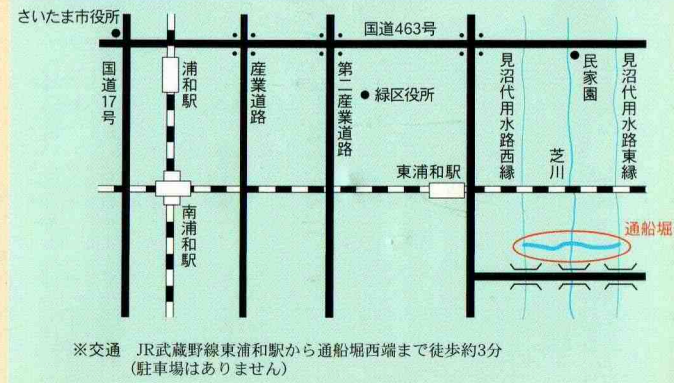 さいたま市役所
国道463号
国道17号
浦和駅
産業道路
第二産業道路
緑区役所
見沼代用水路西縁
民家園
見沼代用水路東縁
芝川
東浦和駅
南浦和駅
通船堀
※交通　JR武蔵野線東浦和駅から通船堀西端まで徒歩約3分
（駐車場はありません）